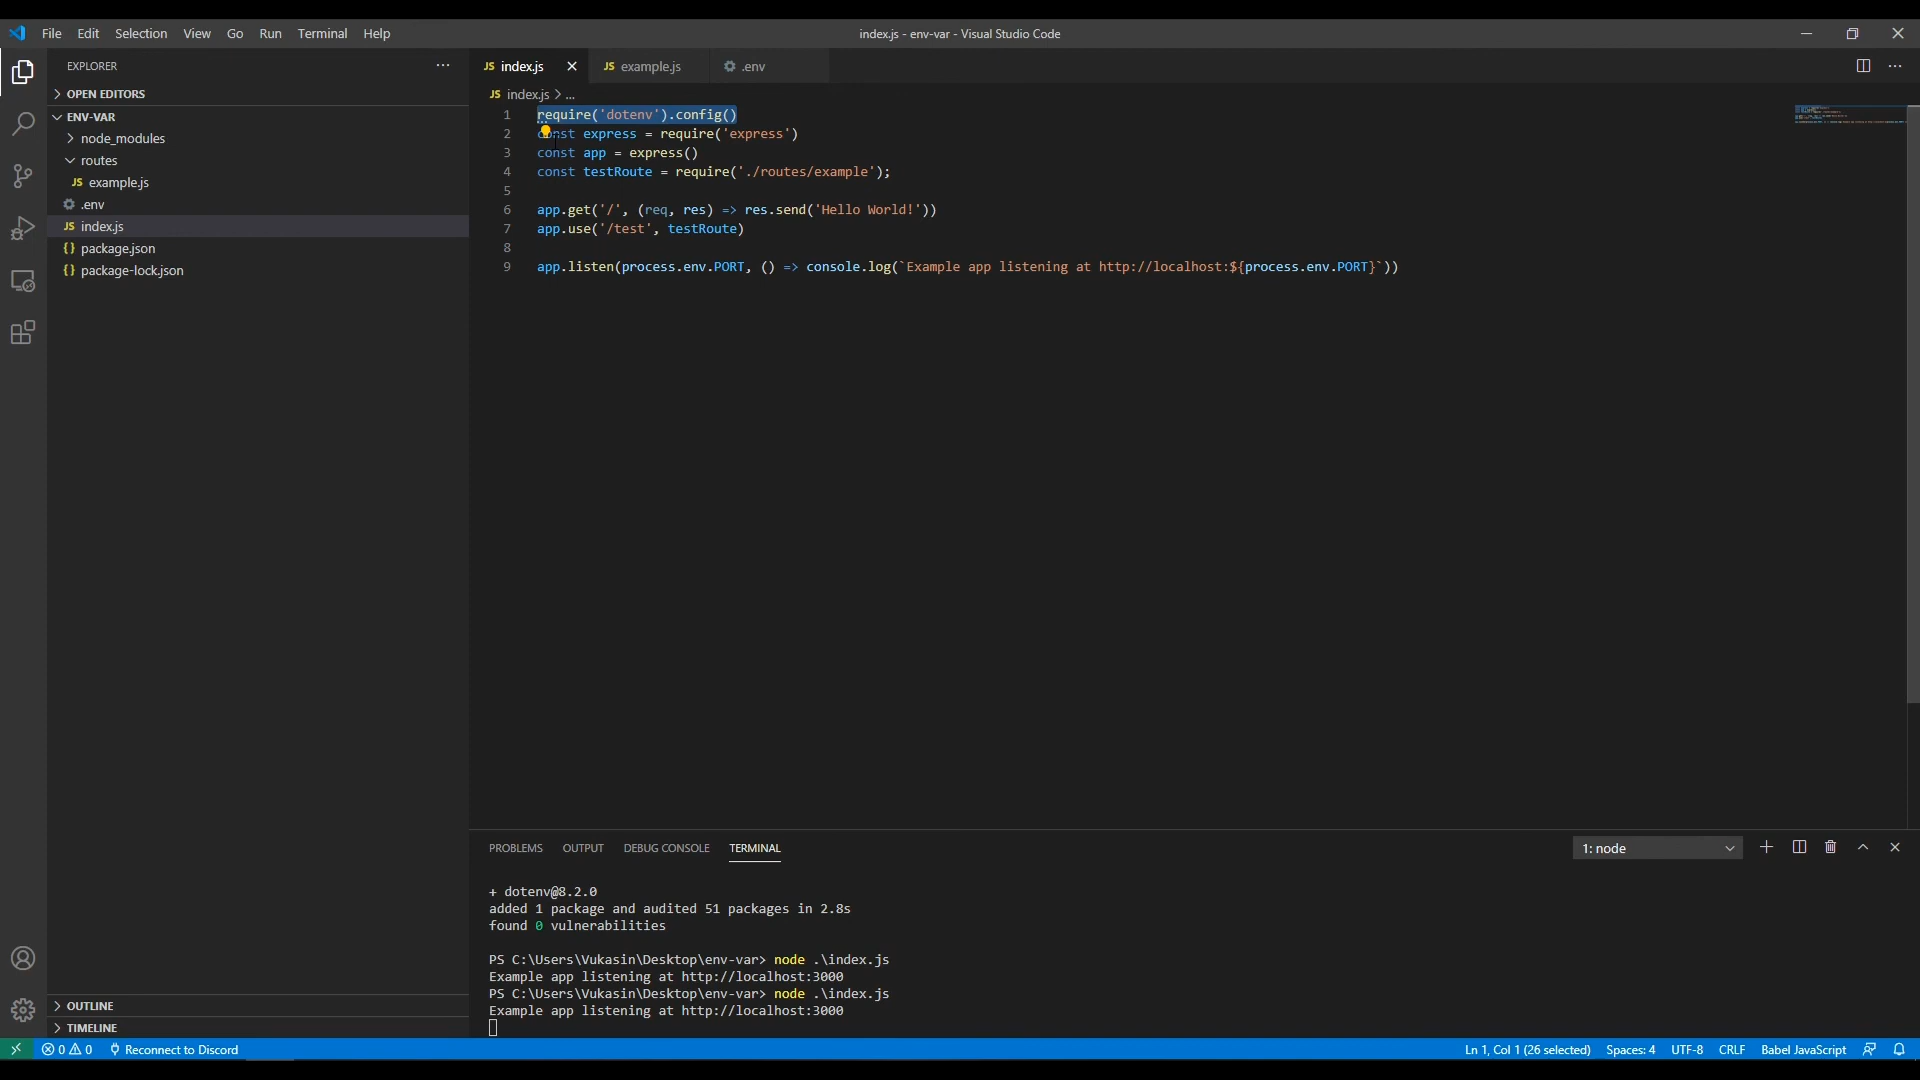 File Edit Selection View Go Run Terminal Help
index.js - env-var - Visual Studio Code
EXPLORER
OPEN EDITORS
ENV-VAR
node_modules
routes
JS example.js
.env
JS index.js
{} package.json
{} package-lock.json
OUTLINE
TIMELINE
JS index.js
JS example.js
.env
JS index.js > ...
1 require('dotenv').config()
2 const express = require('express')
3 const app = express()
4 const testRoute = require('./routes/example');
5
6 app.get('/', (req, res) => res.send('Hello World!'))
7 app.use('/test', testRoute)
8
9 app.listen(process.env.PORT, () => console.log(`Example app listening at http://localhost:${process.env.PORT}`))
PROBLEMS OUTPUT DEBUG CONSOLE TERMINAL
1: node
+ dotenv@8.2.0
added 1 package and audited 51 packages in 2.8s
found 0 vulnerabilities
PS C:\Users\Vukasin\Desktop\env-var> node .\index.js
Example app listening at http://localhost:3000
PS C:\Users\Vukasin\Desktop\env-var> node .\index.js
Example app listening at http://localhost:3000
0 0 Reconnect to Discord
Ln 1, Col 1 (26 selected) Spaces: 4 UTF-8 CRLF Babel JavaScript